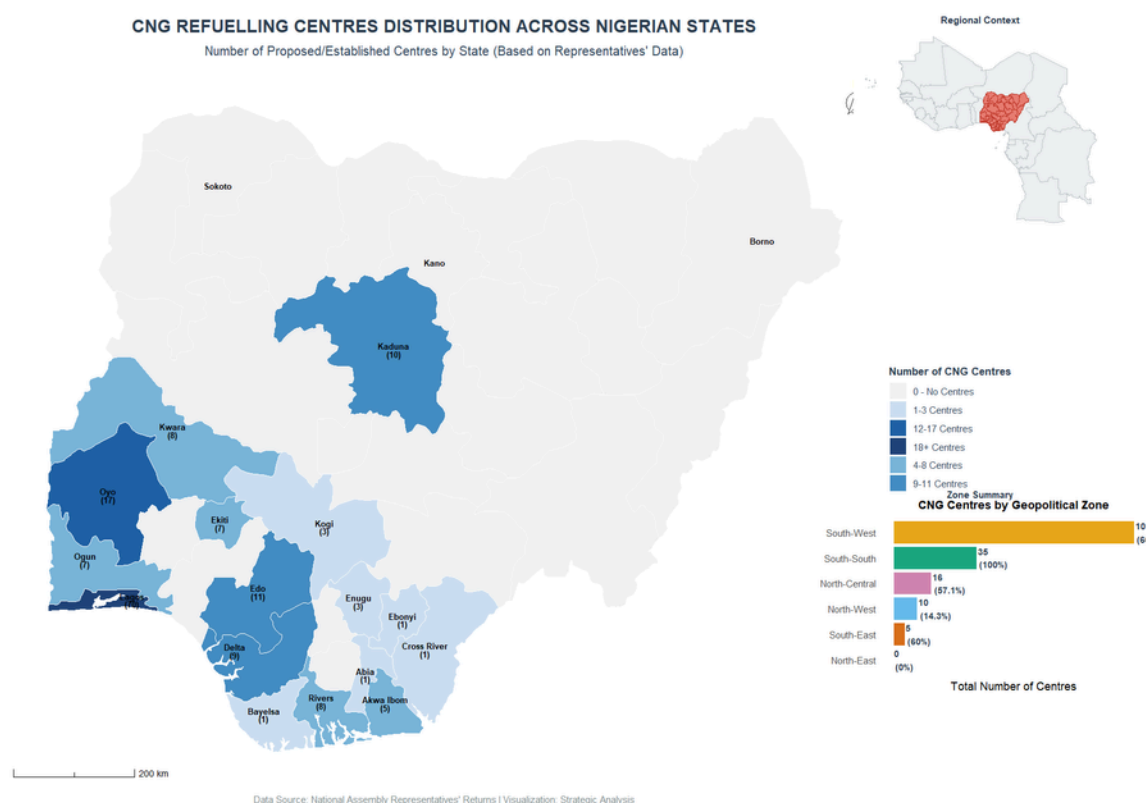 CNG REFUELLING CENTRES DISTRIBUTION ACROSS NIGERIAN STATES
Number of Proposed/Established Centres by State (Based on Representatives' Data)
Regional Context
Sokoto
Borno
Kano
Kaduna
(10)
Kwara
(8)
Oyo
(17)
Ekiti
(7)
Kogi
(3)
Ogun
(7)
Edo
(11)
Enugu
(3)
Ebonyi
(1)
Delta
(9)
Cross River
(1)
Abia
(1)
Bayelsa
(1)
Rivers
(8)
Akwa Ibom
(5)
200 km
Number of CNG Centres
0 - No Centres
1-3 Centres
12-17 Centres
18+ Centres
4-8 Centres
9-11 Centres
Zone Summary
CNG Centres by Geopolitical Zone
South-West
10
(6
South-South
35
(100%)
North-Central
16
(57.1%)
North-West
10
(14.3%)
South-East
5
(60%)
North-East
0
(0%)
Total Number of Centres
Data Source: National Assembly Representatives' Returns | Visualization: Strategic Analysis